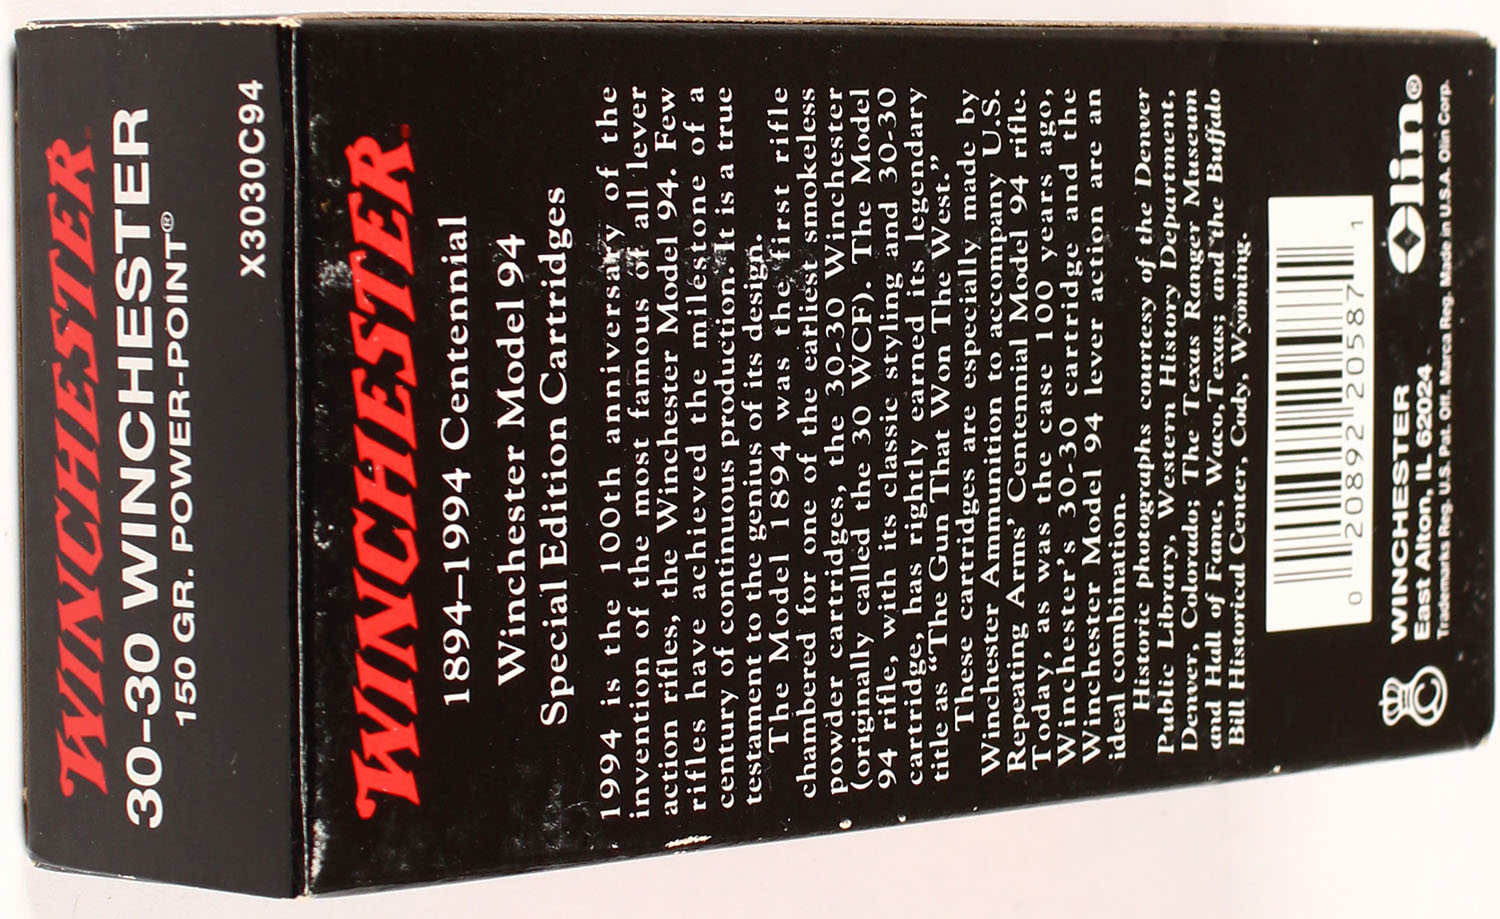 WINCHESTER
30-30 WINCHESTER
150 GR. POWER-POINT®
X3030C94
WINCHESTER
1894–1994 Centennial
Winchester Model 94
Special Edition Cartridges
1994 is the 100th anniversary of the
invention of the most famous of all lever
action rifles, the Winchester Model 94. Few
rifles have achieved the milestone of a
century of continuous production. It is a true
testament to the genius of its design.
The Model 1894 was the first rifle
chambered for one of the earliest smokeless
powder cartridges, the 30-30 Winchester
(originally called the 30 WCF). The Model
94 rifle, with its classic styling and 30-30
cartridge, has rightly earned its legendary
title as “The Gun That Won The West.”
These cartridges are especially made by
Winchester Ammunition to accompany U.S.
Repeating Arms’ Centennial Model 94 rifle.
Today, as was the case 100 years ago,
Winchester’s 30-30 cartridge and the
Winchester Model 94 lever action are an
ideal combination.
Historic photographs courtesy of the Denver
Public Library, Western History Department,
Denver, Colorado; The Texas Ranger Museum
and Hall of Fame, Waco, Texas; and the Buffalo
Bill Historical Center, Cody, Wyoming.
0 20892 20587 1
WINCHESTER
East Alton, IL 62024
Olin®
Trademarks Reg. U.S. Pat. Off. Marca Reg. Made in U.S.A. Olin Corp.